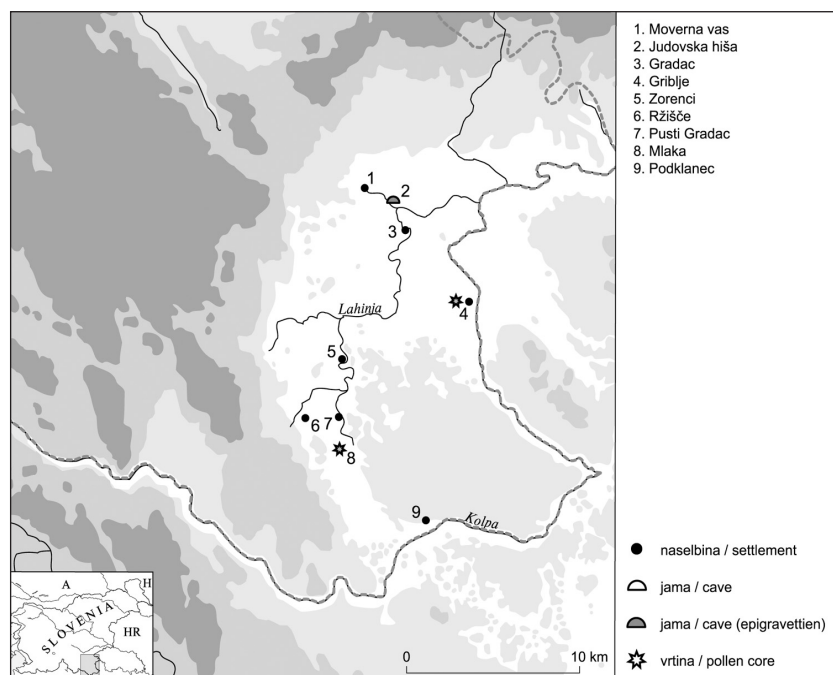 1. Moverna vas
2. Judovska hiša
3. Gradac
4. Griblje
5. Zorenci
6. Ržišče
7. Pusti Gradac
8. Mlaka
9. Podklanec
1
2
3
Lahinja
4
5
6
7
8
9
Kolpa
naselbina / settlement
jama / cave
jama / cave (epigravettien)
vrtina / pollen core
A
H
SLOVENIA
HR
0
10 km